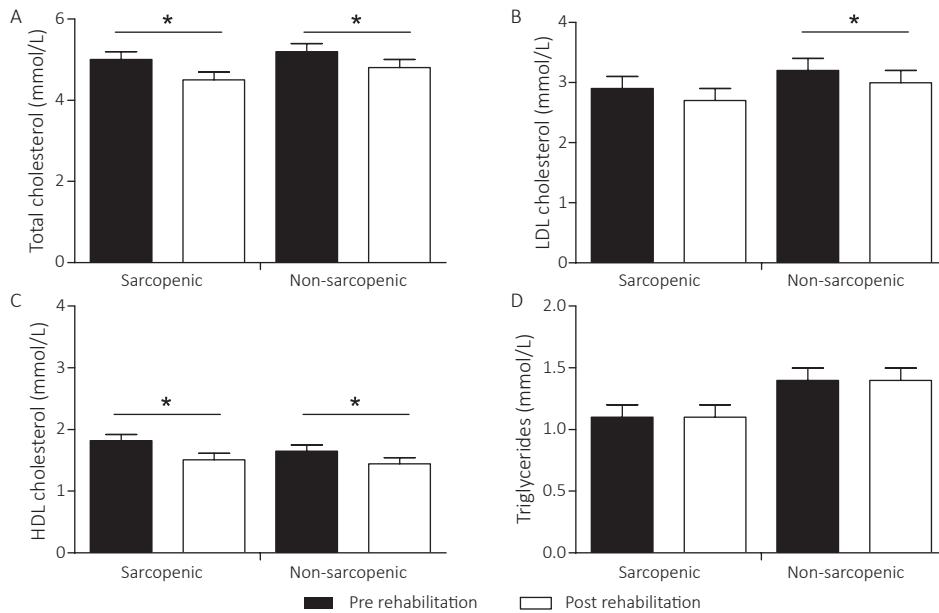 A
Total cholesterol (mmol/L)
6
4
2
0
*
*
Sarcopenic
Non-sarcopenic
B
LDL cholesterol (mmol/L)
4
3
2
1
0
*
Sarcopenic
Non-sarcopenic
C
HDL cholesterol (mmol/L)
4
3
2
1
0
*
*
Sarcopenic
Non-sarcopenic
D
Triglycerides (mmol/L)
2.0
1.5
1.0
0.5
0.0
Sarcopenic
Non-sarcopenic
Pre rehabilitation
Post rehabilitation